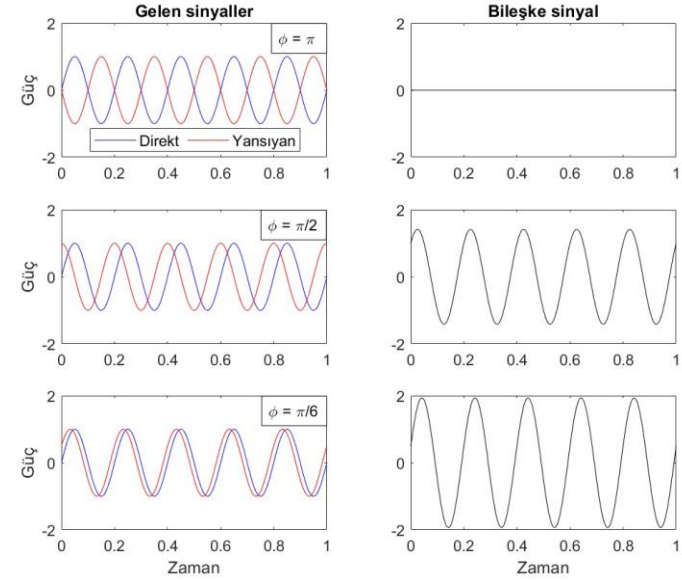 Gelen sinyaller
Bileşke sinyal
2
0
-2
Güç
ϕ = π
Direkt Yansıyan
0 0.2 0.4 0.6 0.8 1
2
0
-2
0 0.2 0.4 0.6 0.8 1
2
0
-2
Güç
ϕ = π/2
0 0.2 0.4 0.6 0.8 1
2
0
-2
0 0.2 0.4 0.6 0.8 1
2
0
-2
Güç
ϕ = π/6
0 0.2 0.4 0.6 0.8 1
Zaman
2
0
-2
0 0.2 0.4 0.6 0.8 1
Zaman